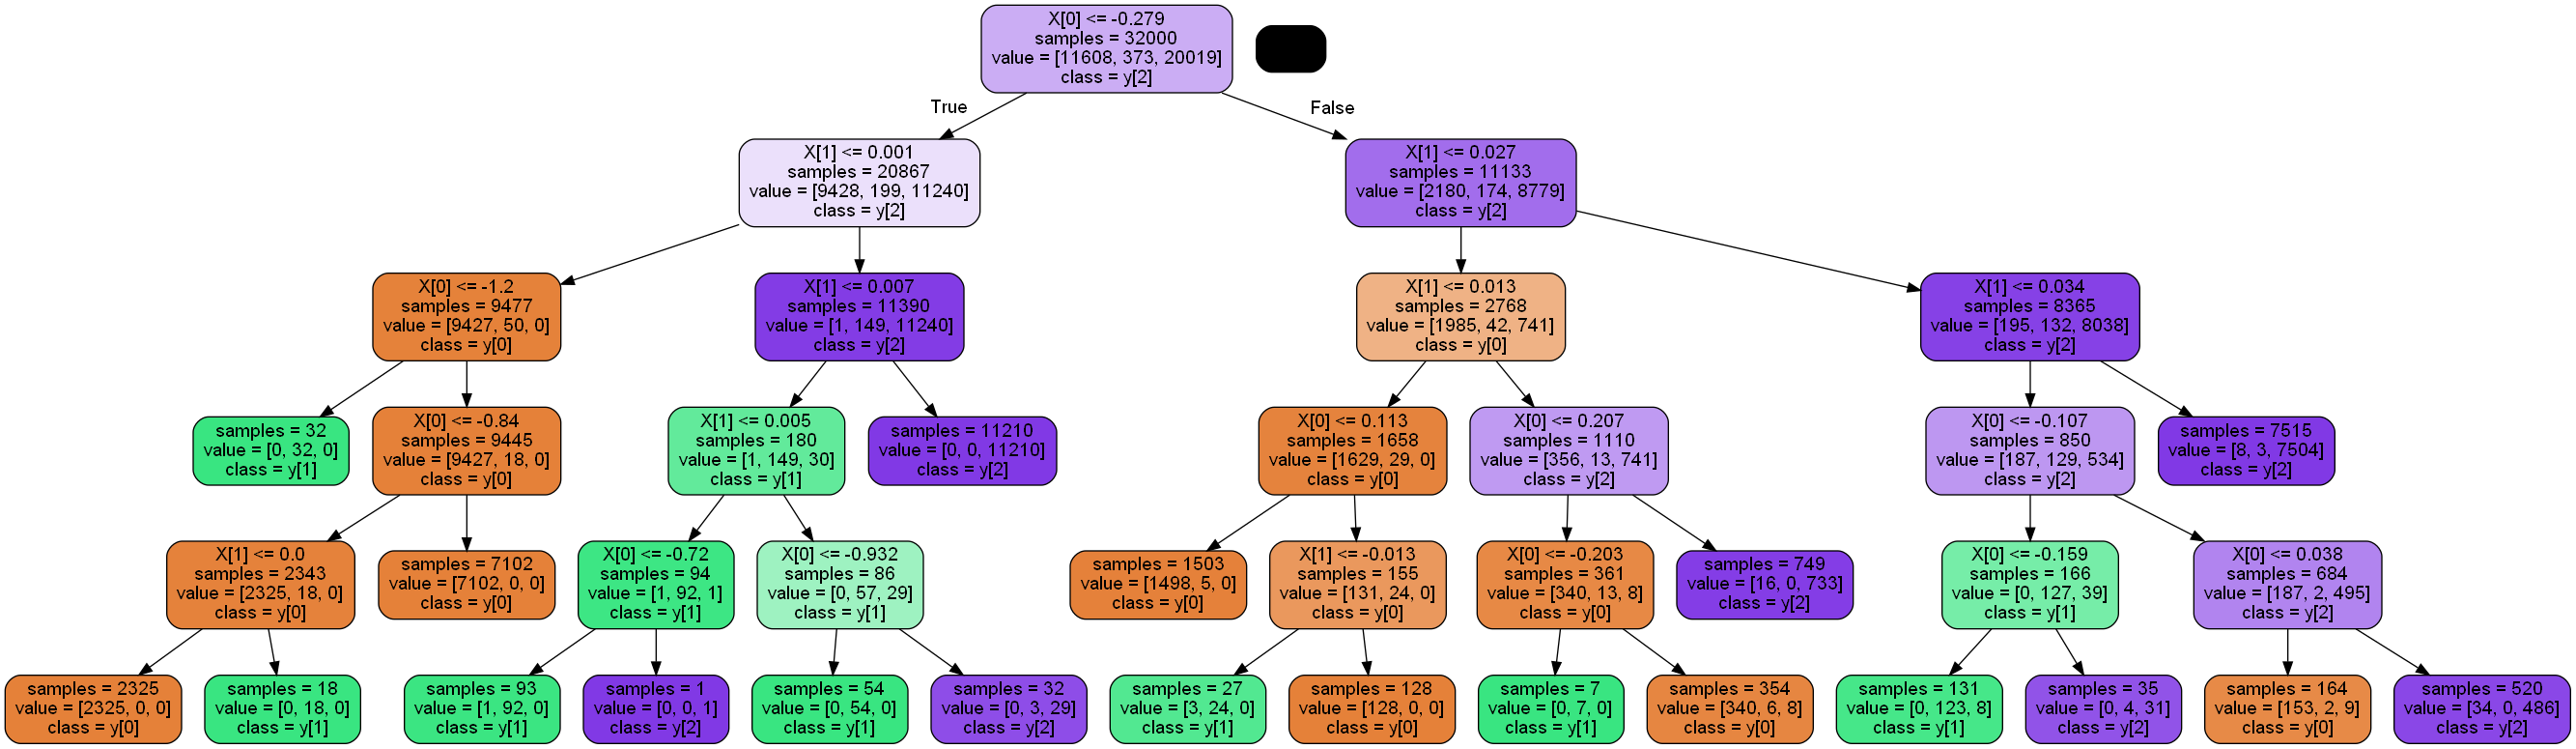 X[0] <= -0.279
samples = 32000
value = [11608, 373, 20019]
class = y[2]
True
False
X[1] <= 0.001
samples = 20867
value = [9428, 199, 11240]
class = y[2]
X[1] <= 0.027
samples = 11133
value = [2180, 174, 8779]
class = y[2]
X[0] <= -1.2
samples = 9477
value = [9427, 50, 0]
class = y[0]
X[1] <= 0.007
samples = 11390
value = [1, 149, 11240]
class = y[2]
X[1] <= 0.013
samples = 2768
value = [1985, 42, 741]
class = y[0]
X[1] <= 0.034
samples = 8365
value = [195, 132, 8038]
class = y[2]
samples = 32
value = [0, 32, 0]
class = y[1]
X[0] <= -0.84
samples = 9445
value = [9427, 18, 0]
class = y[0]
X[1] <= 0.005
samples = 180
value = [1, 149, 30]
class = y[1]
samples = 11210
value = [0, 0, 11210]
class = y[2]
X[0] <= 0.113
samples = 1658
value = [1629, 29, 0]
class = y[0]
X[0] <= 0.207
samples = 1110
value = [356, 13, 741]
class = y[2]
X[0] <= -0.107
samples = 850
value = [187, 129, 534]
class = y[2]
samples = 7515
value = [8, 3, 7504]
class = y[2]
X[1] <= 0.0
samples = 2343
value = [2325, 18, 0]
class = y[0]
samples = 7102
value = [7102, 0, 0]
class = y[0]
X[0] <= -0.72
samples = 94
value = [1, 92, 1]
class = y[1]
X[0] <= -0.932
samples = 86
value = [0, 57, 29]
class = y[1]
samples = 1503
value = [1498, 5, 0]
class = y[0]
X[1] <= -0.013
samples = 155
value = [131, 24, 0]
class = y[0]
X[0] <= -0.203
samples = 361
value = [340, 13, 8]
class = y[0]
samples = 749
value = [16, 0, 733]
class = y[2]
X[0] <= -0.159
samples = 166
value = [0, 127, 39]
class = y[1]
X[0] <= 0.038
samples = 684
value = [187, 2, 495]
class = y[2]
samples = 2325
value = [2325, 0, 0]
class = y[0]
samples = 18
value = [0, 18, 0]
class = y[1]
samples = 93
value = [1, 92, 0]
class = y[1]
samples = 1
value = [0, 0, 1]
class = y[2]
samples = 54
value = [0, 54, 0]
class = y[1]
samples = 32
value = [0, 3, 29]
class = y[2]
samples = 27
value = [3, 24, 0]
class = y[1]
samples = 128
value = [128, 0, 0]
class = y[0]
samples = 7
value = [0, 7, 0]
class = y[1]
samples = 354
value = [340, 6, 8]
class = y[0]
samples = 131
value = [0, 123, 8]
class = y[1]
samples = 35
value = [0, 4, 31]
class = y[2]
samples = 164
value = [153, 2, 9]
class = y[0]
samples = 520
value = [34, 0, 486]
class = y[2]